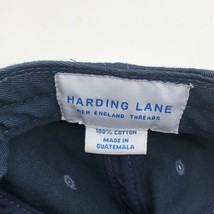 HARDING LANE
NEW ENGLAND THREADS
100% COTTON
MADE IN
GUATEMALA